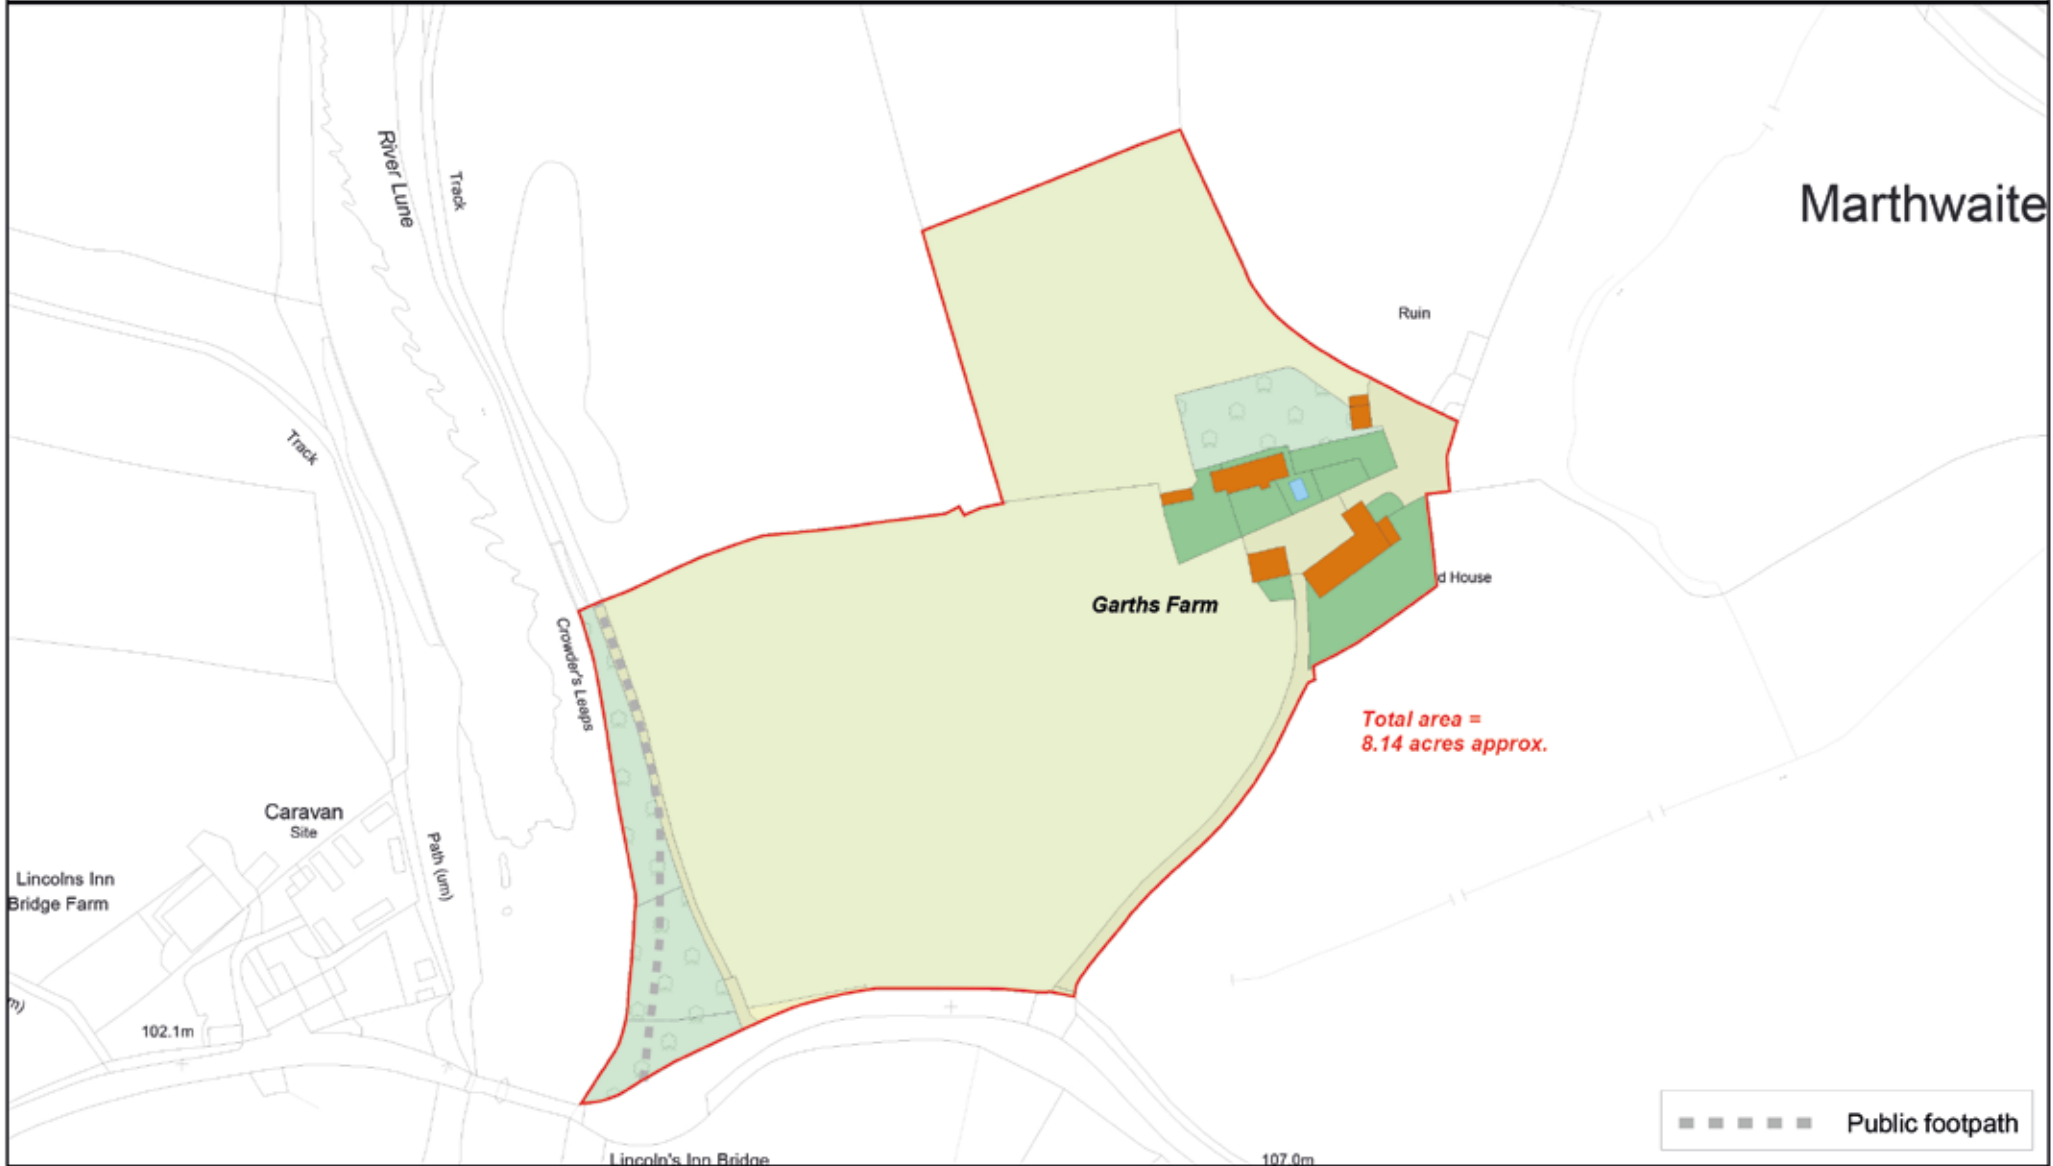 River Lune
Track
Marthwaite
Ruin
Track
d House
Garths Farm
Crowder's Leaps
Total area =
8.14 acres approx.
Caravan
Site
Path (um)
Lincolns Inn
Bridge Farm
m)
102.1m
Public footpath
Lincoln's Inn Bridge
107.0m